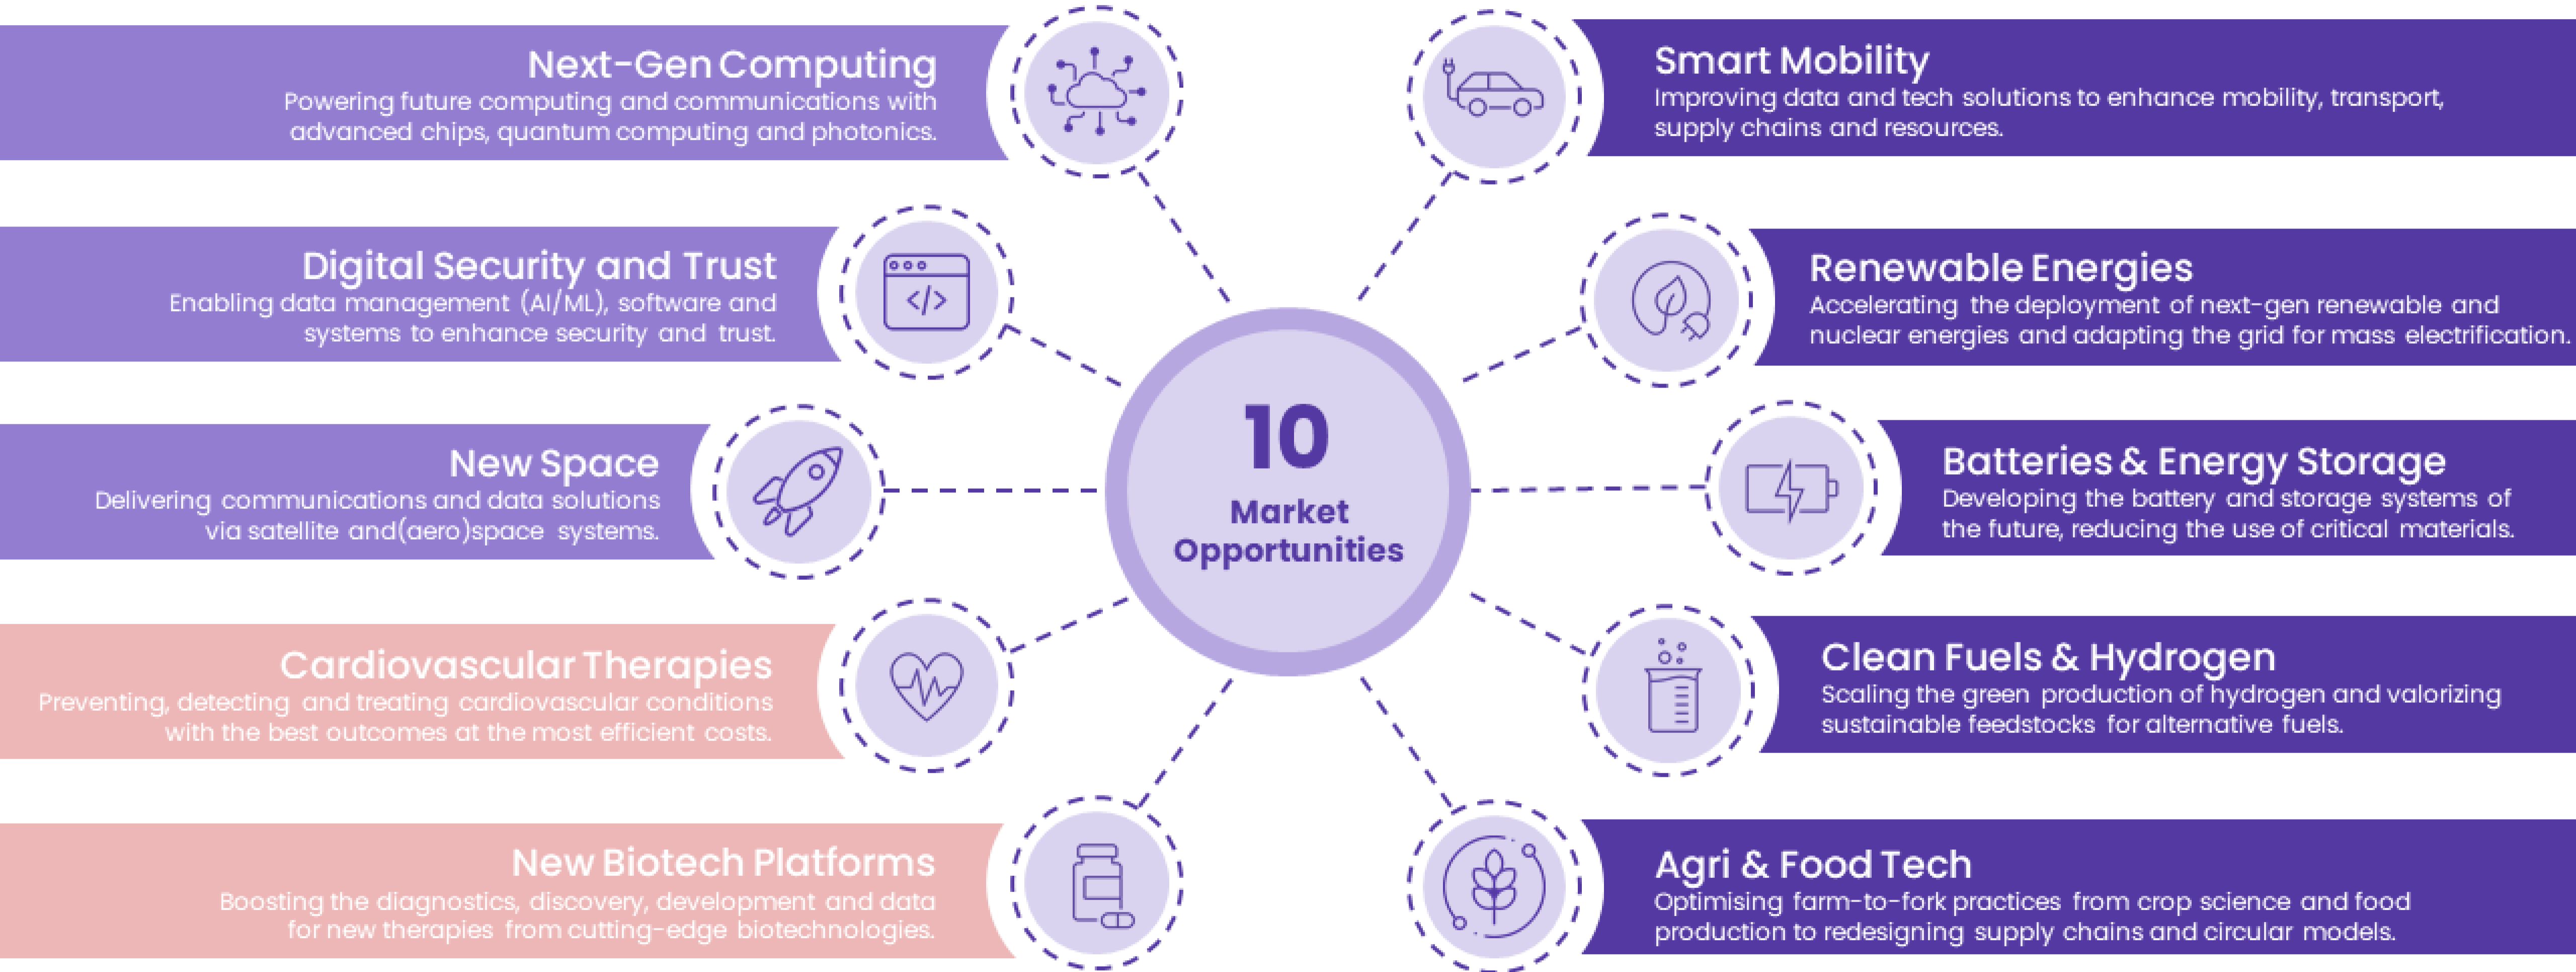 Next-Gen Computing
Powering future computing and communications with
advanced chips, quantum computing and photonics.
Digital Security and Trust
Enabling data management (AI/ML), software and
systems to enhance security and trust.
</>
New Space
Delivering communications and data solutions
via satellite and(aero)space systems.
Cardiovascular Therapies
Preventing, detecting and treating cardiovascular conditions
with the best outcomes at the most efficient costs.
New Biotech Platforms
Boosting the diagnostics, discovery, development and data
for new therapies from cutting-edge biotechnologies.
10
Market
Opportunities
Smart Mobility
Improving data and tech solutions to enhance mobility, transport,
supply chains and resources.
Renewable Energies
Accelerating the deployment of next-gen renewable and
nuclear energies and adapting the grid for mass electrification.
Batteries & Energy Storage
Developing the battery and storage systems of
the future, reducing the use of critical materials.
Clean Fuels & Hydrogen
Scaling the green production of hydrogen and valorizing
sustainable feedstocks for alternative fuels.
Agri & Food Tech
Optimising farm-to-fork practices from crop science and food
production to redesigning supply chains and circular models.